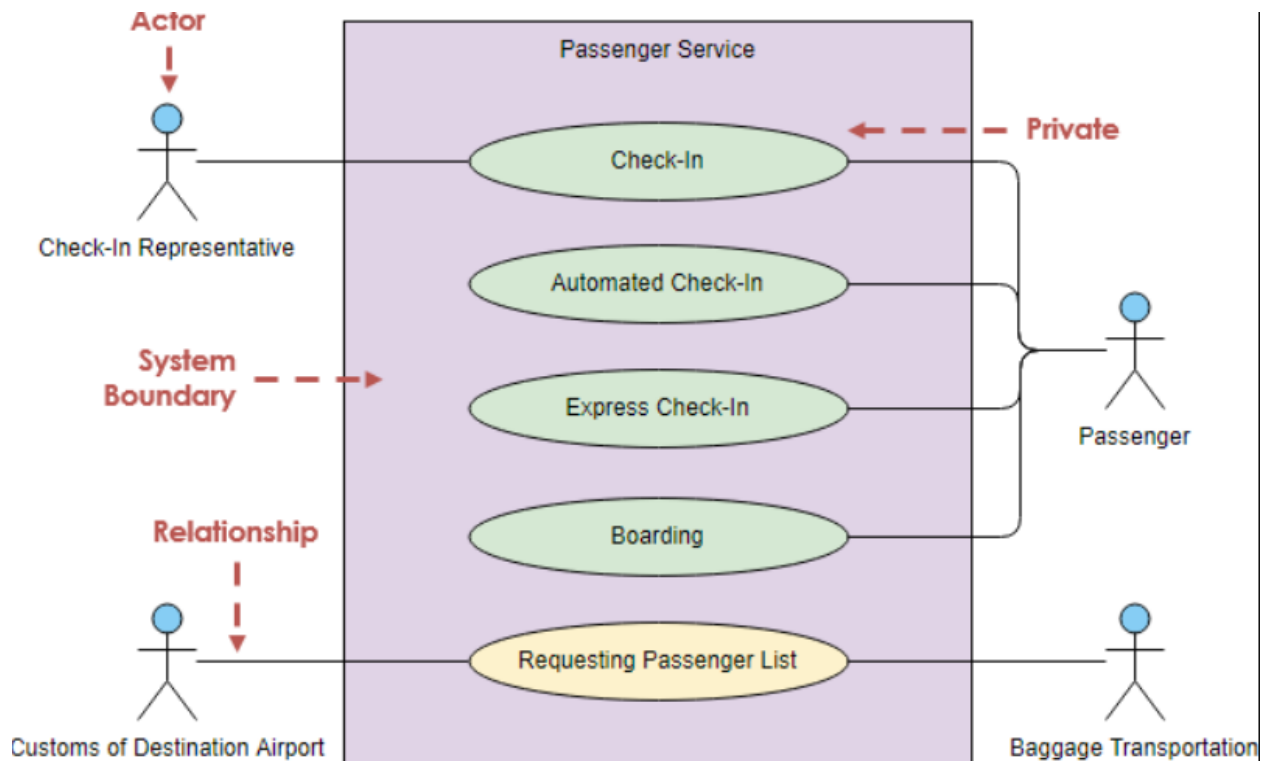 Actor
Passenger Service
Private
Check-In
Check-In Representative
Automated Check-In
System
Boundary
Express Check-In
Passenger
Relationship
Boarding
Requesting Passenger List
Customs of Destination Airport
Baggage Transportation